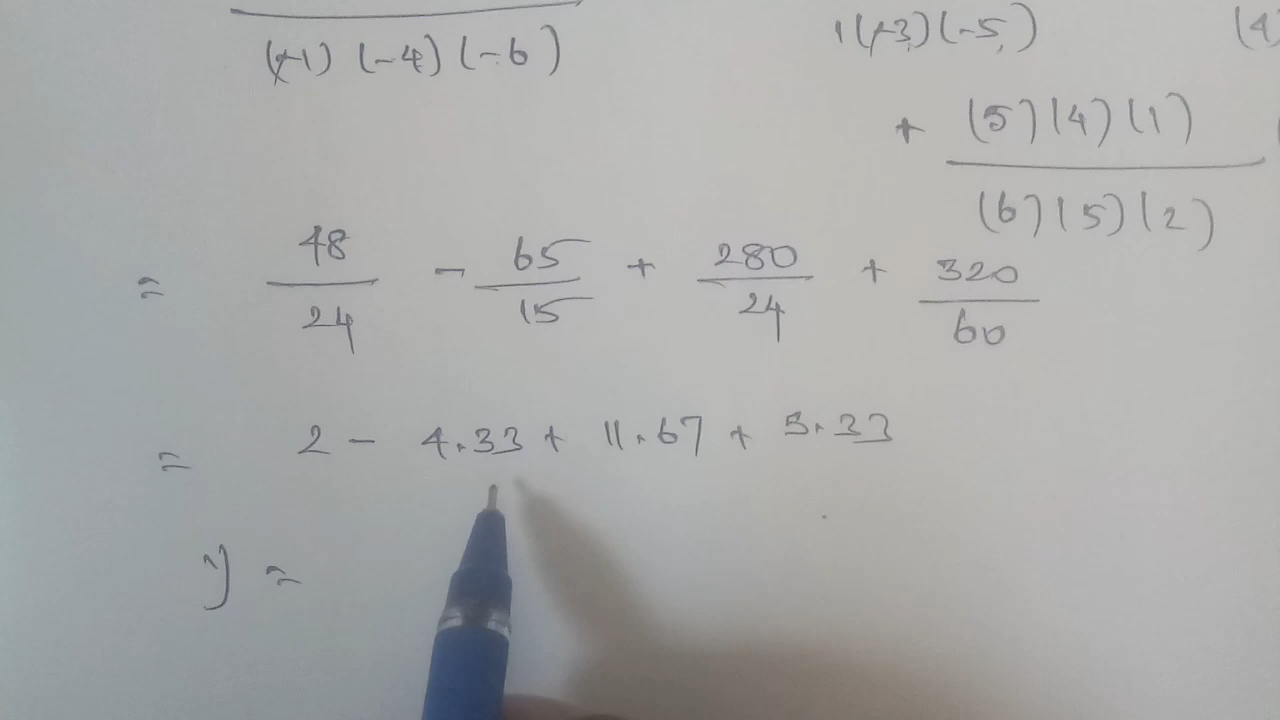 (-1) (-4) (-6) 1(-3)(-5) (4
+ (5)(4)(1)
(6)(5)(2)
= 48/24 - 65/15 + 280/24 + 320/60
= 2 - 4.33 + 11.67 + 5.33
y =